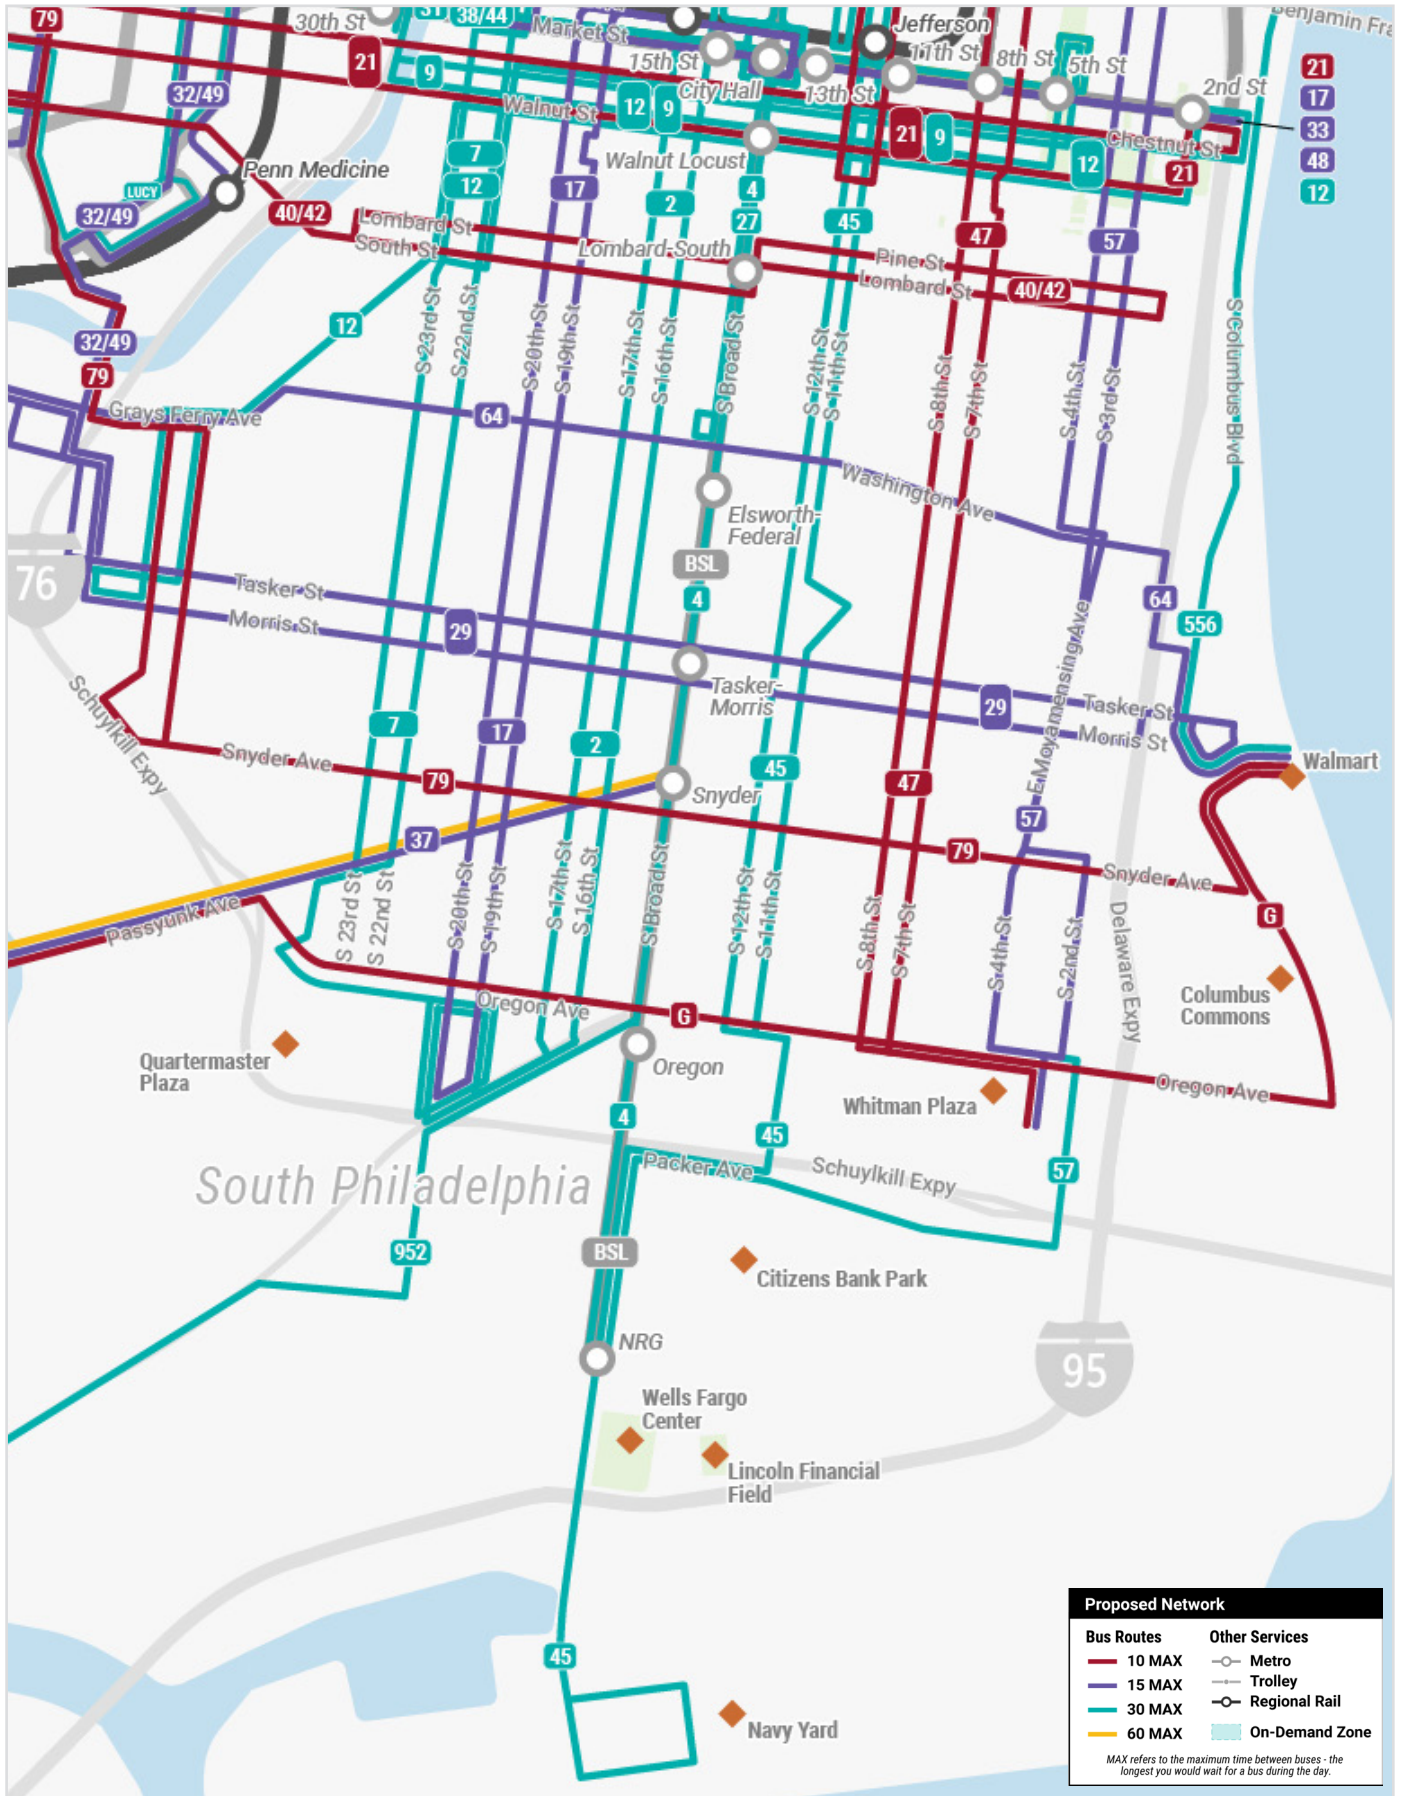 79
30th St
31
38/44
Market St
Jefferson
Benjamin Fra
21
9
15th St
City Hall
13th St
11th St
8th St
5th St
2nd St
21
17
33
48
12
32/49
Walnut St
12
9
21
9
12
Chestnut St
21
Penn Medicine
LUCY
7
12
17
Walnut Locust
2
4
27
45
47
57
32/49
40/42
Lombard St
South St
Lombard-South
Pine St
Lombard St
40/42
12
32/49
79
S 23rd St
S 22nd St
S 20th St
S 19th St
S 17th St
S 16th St
S Broad St
S 12th St
S 11th St
S 8th St
S 7th St
S 4th St
S 3rd St
S Columbus Blvd
Grays Ferry Ave
64
Washington Ave
Elsworth-
Federal
BSL
4
76
Tasker St
Morris St
29
64
556
Tasker-
Morris
29
Tasker St
Morris St
E Moyamensing Ave
Schuylkill Expy
7
17
2
45
47
Snyder Ave
79
Snyder
Walmart
37
57
79
Snyder Ave
G
Passyunk Ave
S 23rd St
S 22nd St
S 20th St
S 19th St
S 17th St
S 16th St
S Broad St
S 12th St
S 11th St
S 8th St
S 7th St
S 4th St
S 2nd St
Delaware Expy
Columbus
Commons
Oregon Ave
G
Quartermaster
Plaza
Oregon
Whitman Plaza
Oregon Ave
4
45
57
Packer Ave
Schuylkill Expy
South Philadelphia
952
BSL
Citizens Bank Park
NRG
95
Wells Fargo
Center
Lincoln Financial
Field
45
Navy Yard
Proposed Network
Bus Routes
10 MAX
15 MAX
30 MAX
60 MAX
Other Services
Metro
Trolley
Regional Rail
On-Demand Zone
MAX refers to the maximum time between buses - the
longest you would wait for a bus during the day.